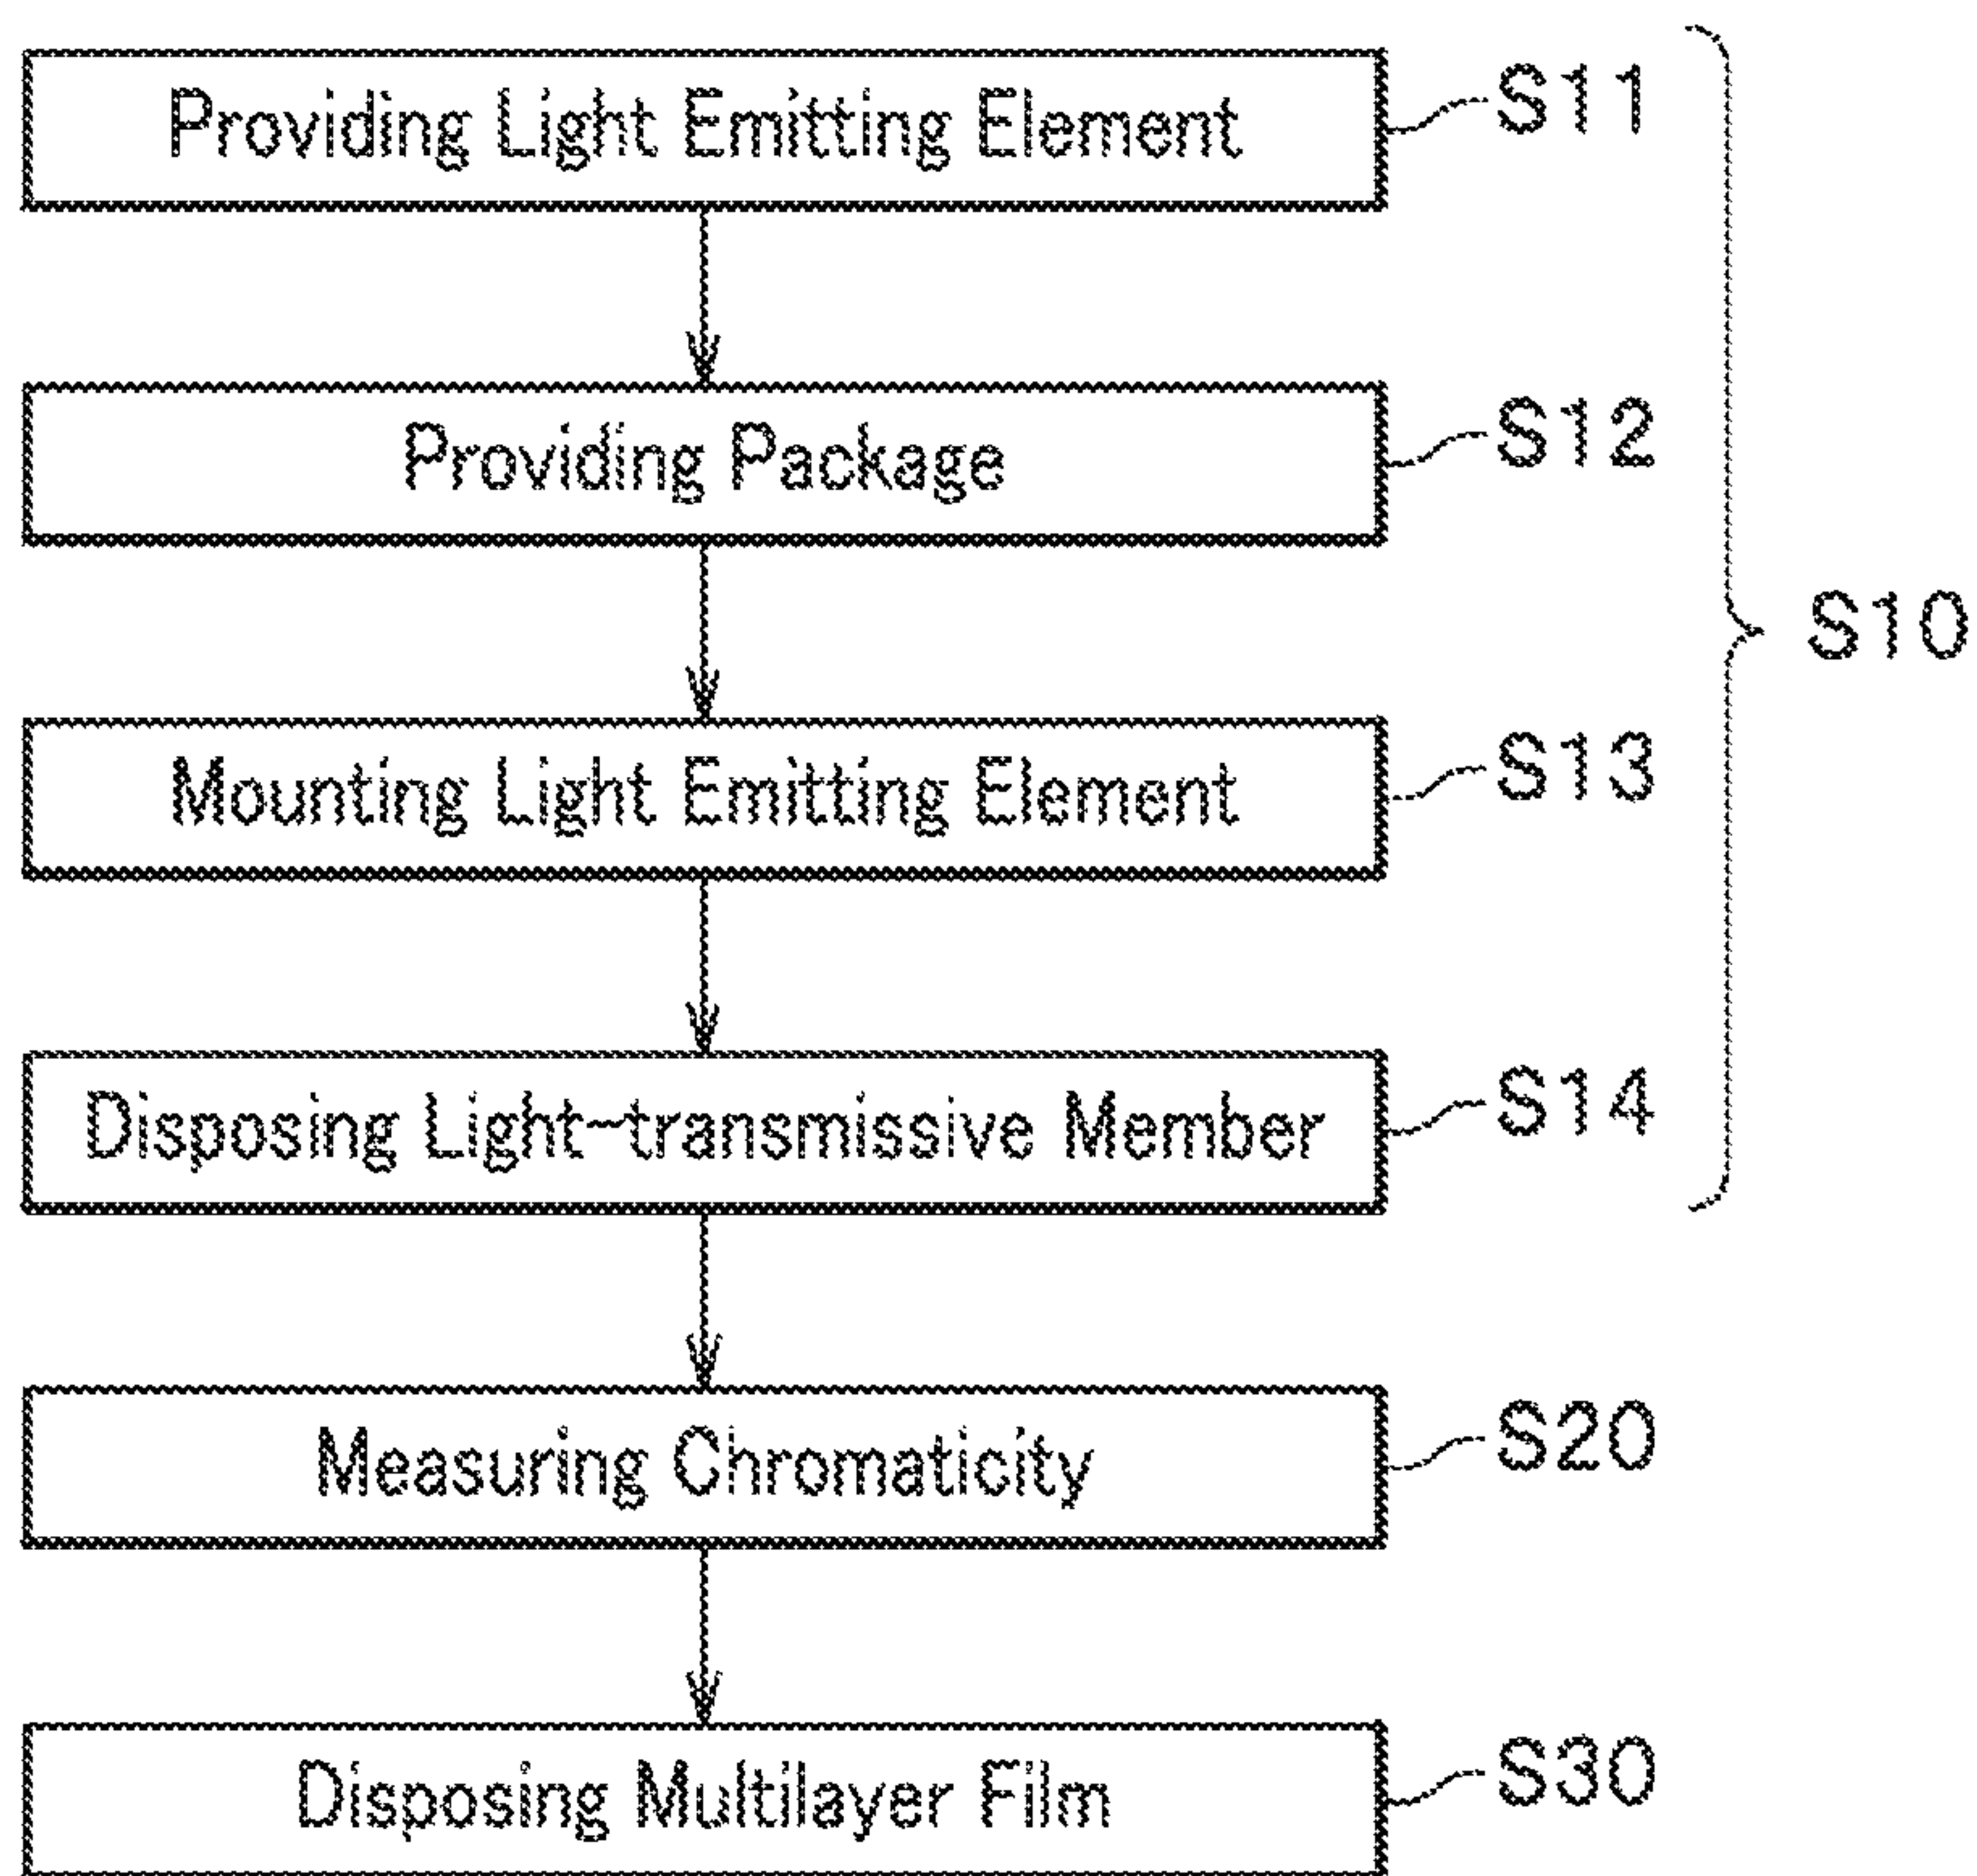 Providing Light Emitting Element S11
Providing Package S12
S10
Mounting Light Emitting Element S13
Disposing Light-transmissive Member S14
Measuring Chromaticity S20
Disposing Multilayer Film S30